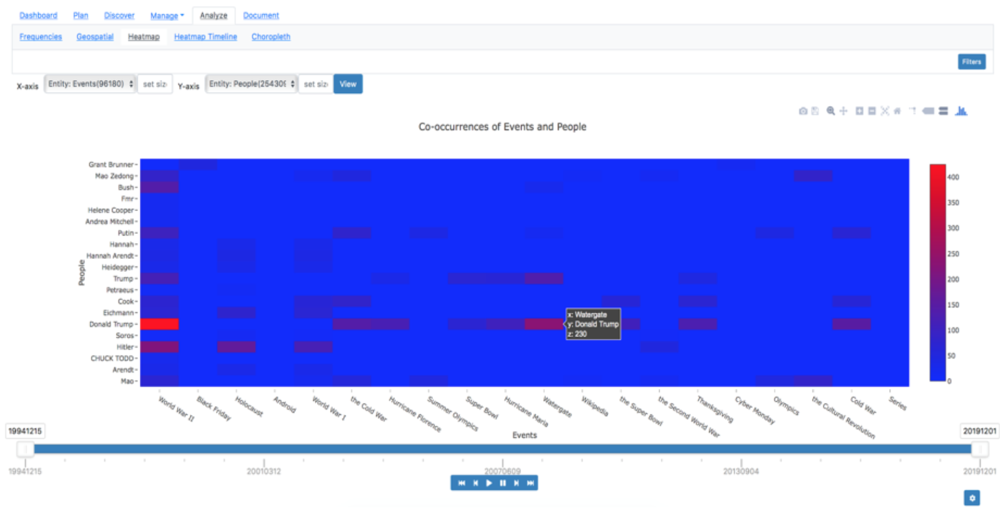 Dashboard Plan Discover Manage Analyze Document
Frequencies Geospatial Heatmap Heatmap Timeline Choropleth
Filters
X-axis Entity: Events(96180) set siz Y-axis Entity: People(254309 set siz View
Co-occurrences of Events and People
Grant Brunner
Mao Zedong
Bush
Fmr
Helene Cooper
Andrea Mitchell
Putin
Hannah
Hannah Arendt
Heidegger
Trump
Petraeus
Cook
Eichmann
Donald Trump
Soros
Hitler
CHUCK TODD
Arendt
Mao
People
x: Watergate
y: Donald Trump
z: 230
400
350
300
250
200
150
100
50
0
World War II Black Friday Holocaust Android World War I the Cold War Hurricane Florence Summer Olympics Super Bowl Hurricane Maria Watergate Wikipedia the Super Bowl the Second World War Thanksgiving Cyber Monday Olympics the Cultural Revolution Cold War Series
Events
19941215 20191201
19941215 20010312 20070609 20130904 20191201